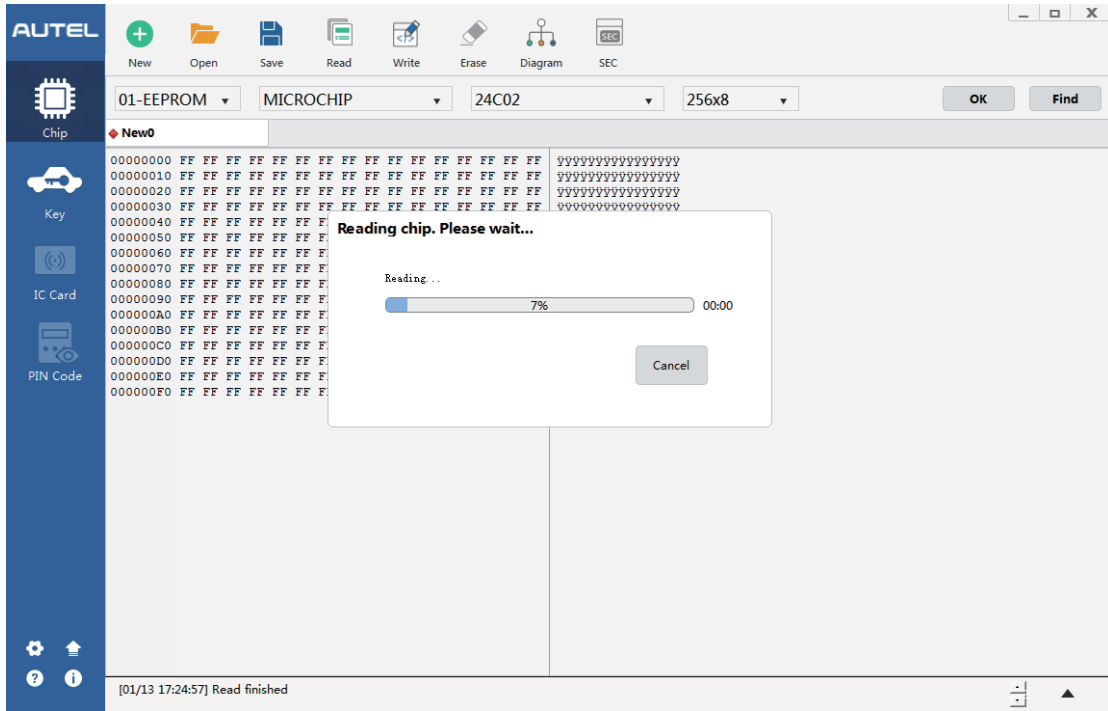 AUTEL
New Open Save Read Write Erase Diagram SEC
SEC
01-EEPROM MICROCHIP 24C02 256x8 OK Find
Chip
Key
IC Card
PIN Code
New0
00000000 FF FF FF FF FF FF FF FF FF FF FF FF FF FF FF FF ÿÿÿÿÿÿÿÿÿÿÿÿÿÿÿÿ
00000010 FF FF FF FF FF FF FF FF FF FF FF FF FF FF FF FF ÿÿÿÿÿÿÿÿÿÿÿÿÿÿÿÿ
00000020 FF FF FF FF FF FF FF FF FF FF FF FF FF FF FF FF ÿÿÿÿÿÿÿÿÿÿÿÿÿÿÿÿ
00000030 FF FF FF FF FF FF FF FF FF FF FF FF FF FF FF FF ÿÿÿÿÿÿÿÿÿÿÿÿÿÿÿÿ
00000040 FF FF FF FF FF FF F
00000050 FF FF FF FF FF FF F
00000060 FF FF FF FF FF FF F
00000070 FF FF FF FF FF FF F
00000080 FF FF FF FF FF FF F
00000090 FF FF FF FF FF FF F
000000A0 FF FF FF FF FF FF F
000000B0 FF FF FF FF FF FF F
000000C0 FF FF FF FF FF FF F
000000D0 FF FF FF FF FF FF F
000000E0 FF FF FF FF FF FF F
000000F0 FF FF FF FF FF FF F
Reading chip. Please wait...
Reading...
7% 00:00
Cancel
[01/13 17:24:57] Read finished